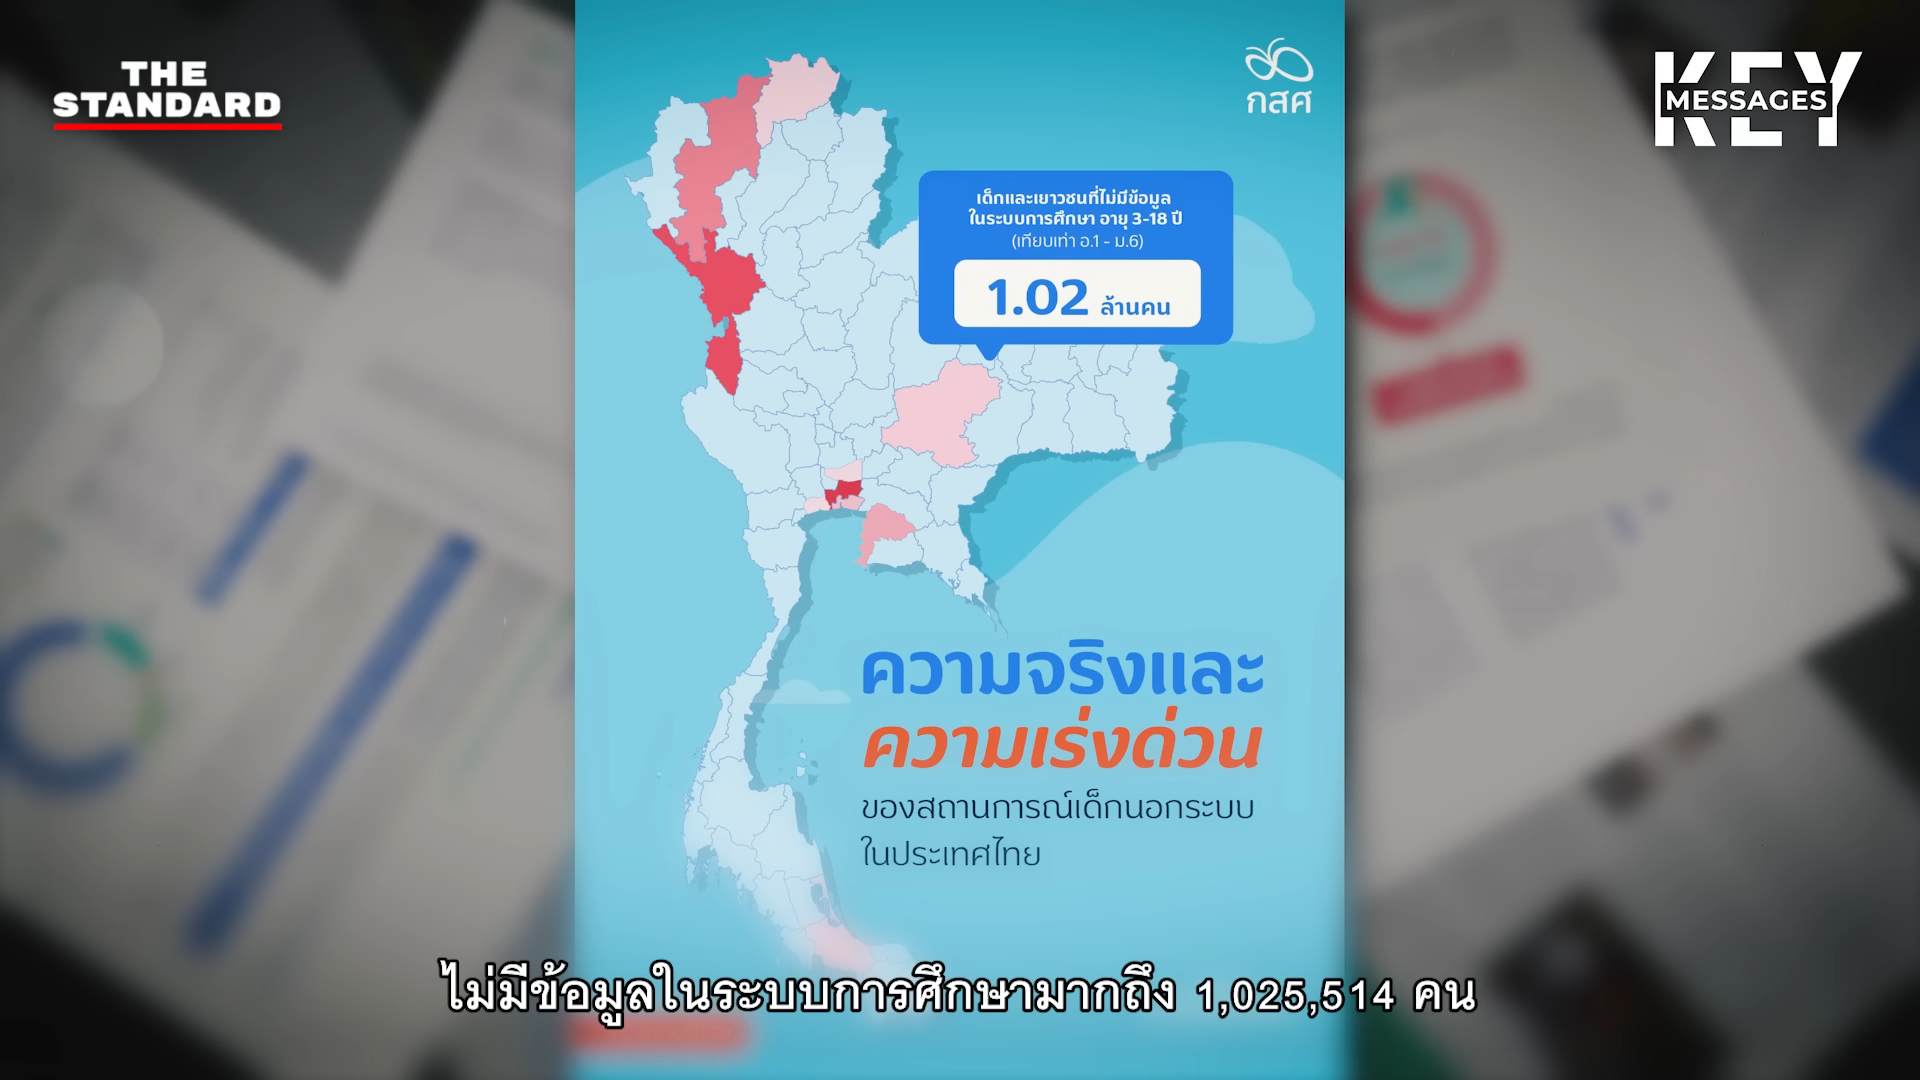 THE
STANDARD
KEY
MESSAGES
กสศ
เด็กและเยาวชนที่ไม่มีข้อมูล
ในระบบการศึกษา อายุ 3-18 ปี
(เทียบเท่า อ.1 - ม.6)
1.02 ล้านคน
ความจริงและ
ความเร่งด่วน
ของสถานการณ์เด็กนอกระบบ
ในประเทศไทย
ไม่มีข้อมูลในระบบการศึกษามากถึง 1,025,514 คน